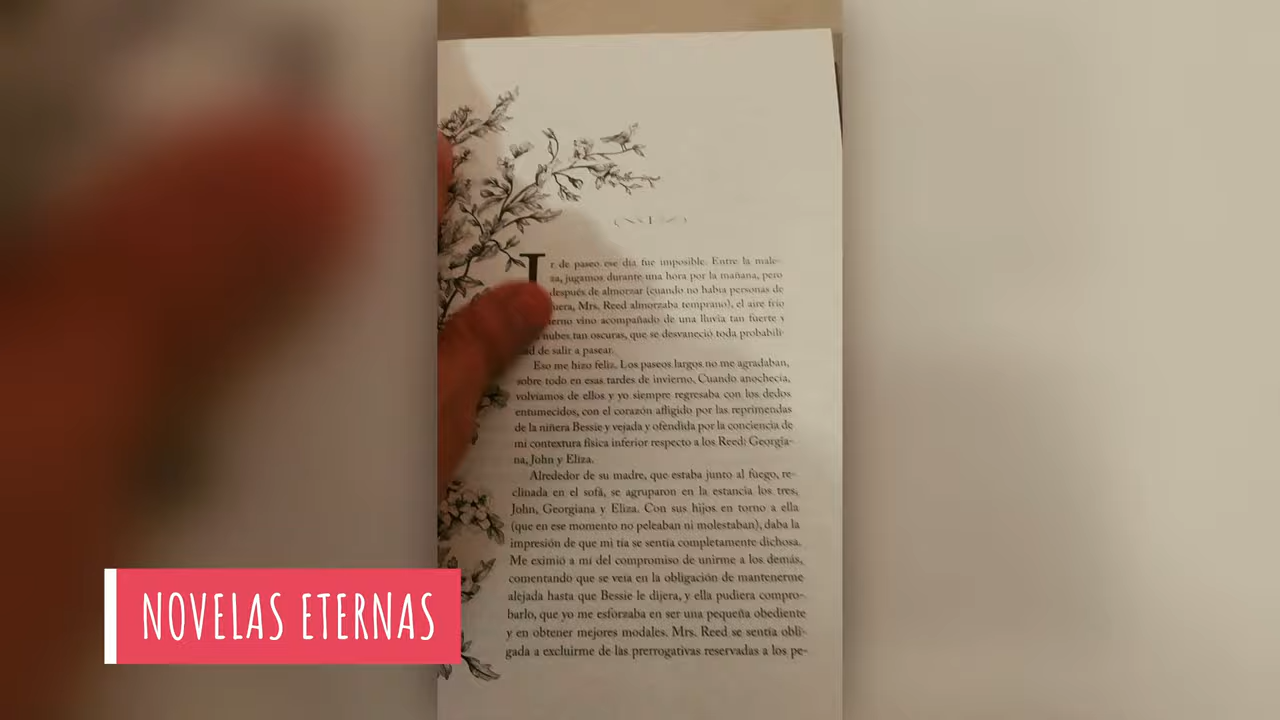 I
Ir de paseo ese día fue imposible. Entre la male-
za, jugamos durante una hora por la mañana, pero
después de almorzar (cuando no había personas de
fuera, Mrs. Reed almorzaba temprano), el aire frío
vino acompañado de una lluvia tan fuerte y
nubes tan oscuras, que se desvaneció toda probabili-
dad de salir a pasear.
Eso me hizo feliz. Los paseos largos no me agradaban,
sobre todo en esas tardes de invierno. Cuando anochecía,
volvíamos de ellos y yo siempre regresaba con los dedos
entumecidos, con el corazón afligido por las reprimendas
de la niñera Bessie y vejada y ofendida por la conciencia de
mi contextura física inferior respecto a los Reed: Georgia-
na, John y Eliza.
Alrededor de su madre, que estaba junto al fuego, re-
clinada en el sofá, se agruparon en la estancia los tres,
John, Georgiana y Eliza. Con sus hijos en torno a ella
(que en ese momento no peleaban ni molestaban), daba la
impresión de que mi tía se sentía completamente dichosa.
Me eximió a mí del compromiso de unirme a los demás,
comentando que se veía en la obligación de mantenerme
alejada hasta que Bessie le dijera, y ella pudiera compro-
barlo, que yo me esforzaba en ser una pequeña obediente
y en obtener mejores modales. Mrs. Reed se sentía obli-
gada a excluirme de las prerrogativas reservadas a los pe-
NOVELAS ETERNAS